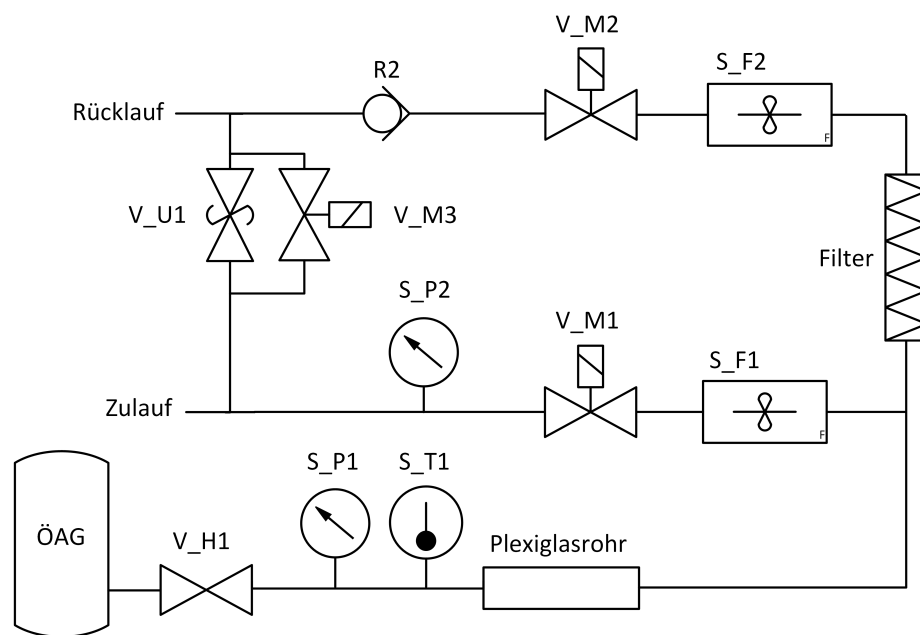 V_M2
R2
S_F2
Rücklauf
F
V_U1
V_M3
Filter
S_P2
V_M1
S_F1
Zulauf
F
S_P1
S_T1
ÖAG
V_H1
Plexiglasrohr